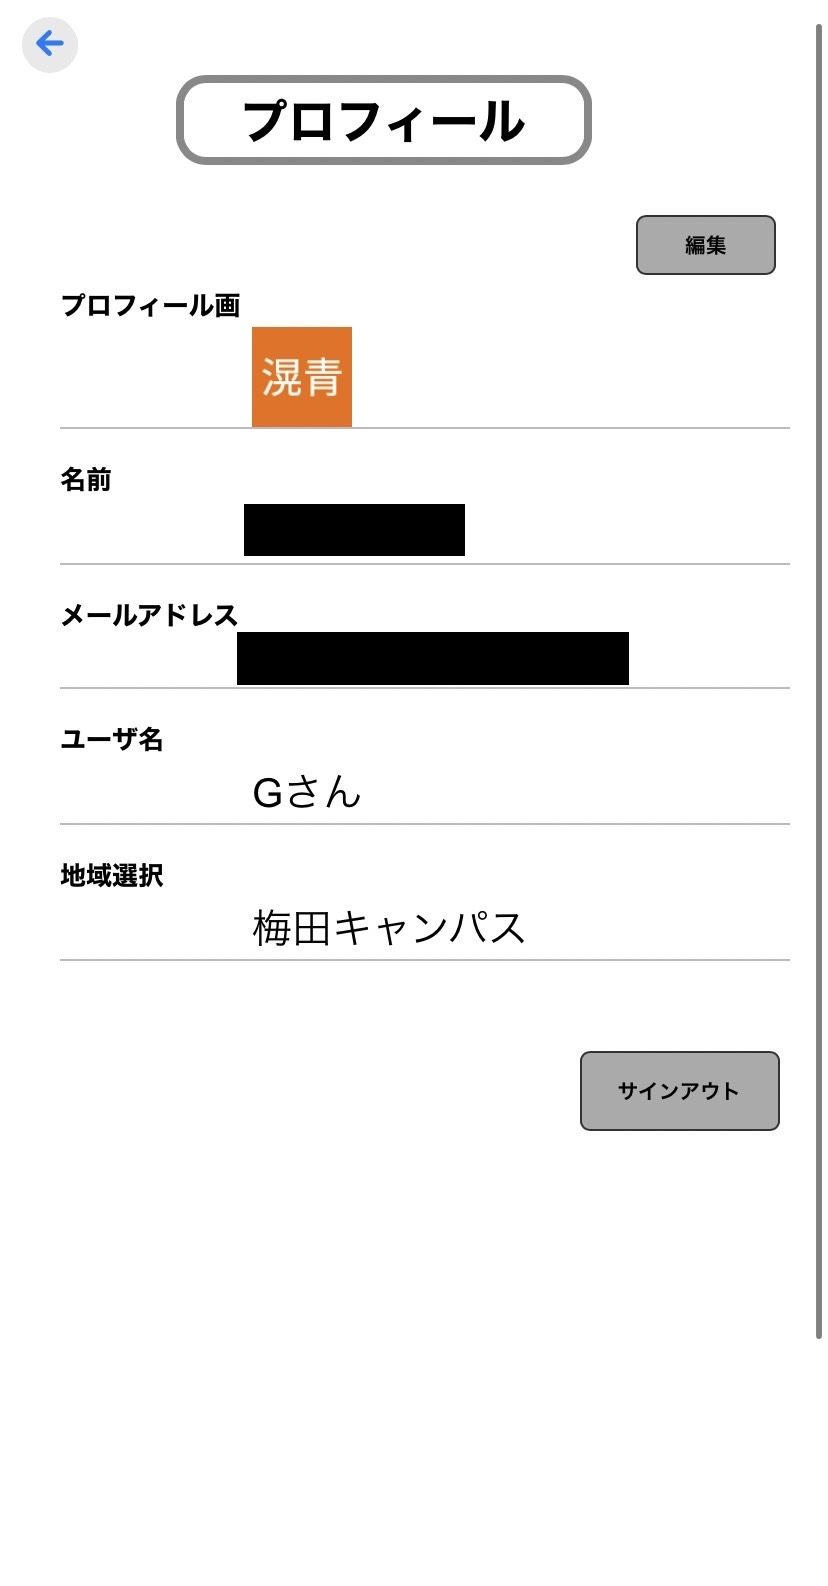 プロフィール
編集
プロフィール画
滉青
名前
メールアドレス
ユーザ名
Gさん
地域選択
梅田キャンパス
サインアウト